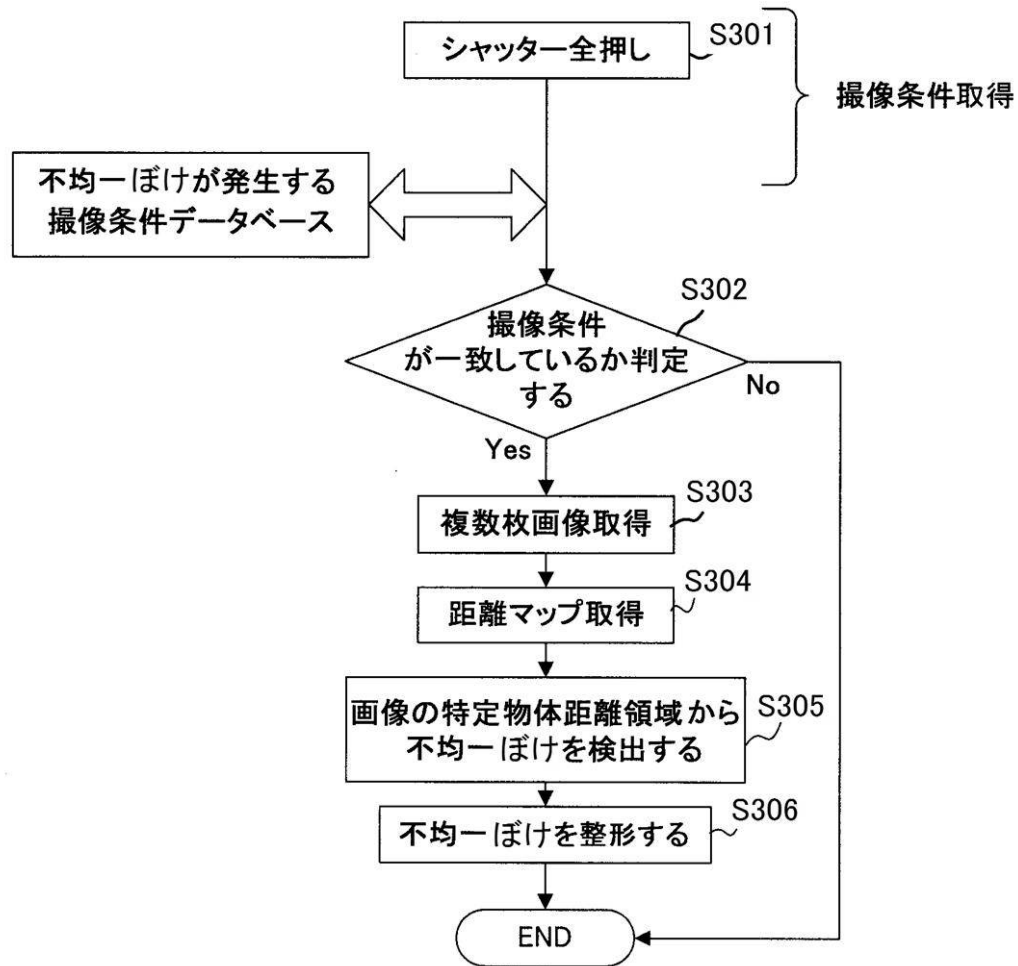 シャッター全押し
S301
撮像条件取得
不均一ぼけが発生する
撮像条件データベース
S302
撮像条件
が一致しているか判定
する
No
Yes
S303
複数枚画像取得
S304
距離マップ取得
S305
画像の特定物体距離領域から
不均一ぼけを検出する
S306
不均一ぼけを整形する
END